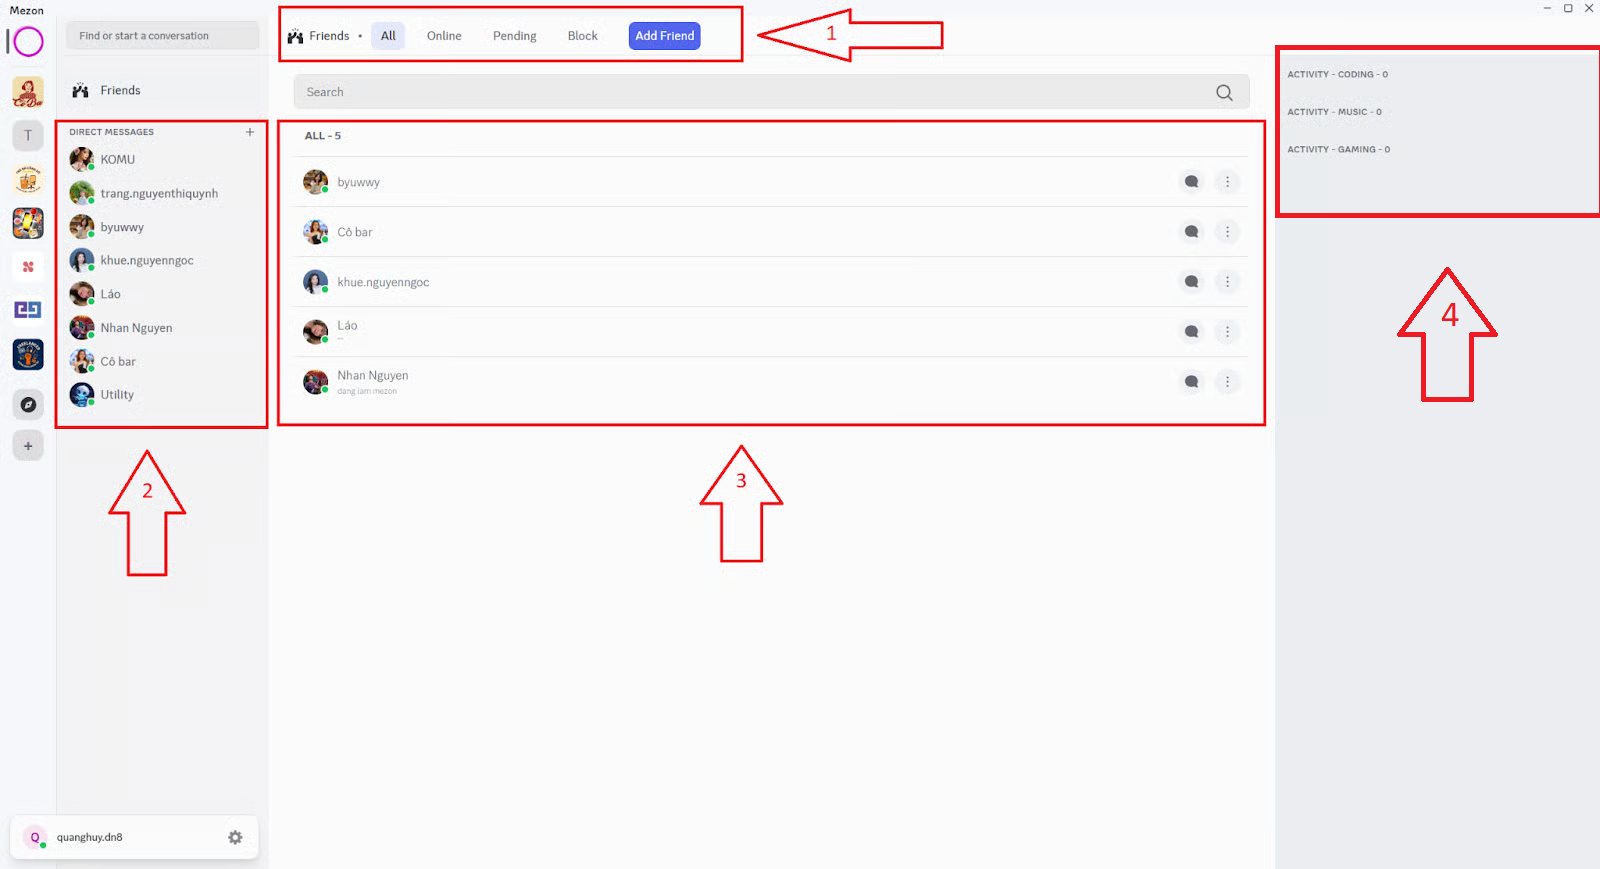 Mezon
Find or start a conversation
Friends
DIRECT MESSAGES +
KOMU
trang.nguyenthiquynh
byuwwy
khue.nguyenngoc
Láo
Nhan Nguyen
Cô bar
Utility
2
T
Cô Ba
+
Q quanghuy.dn8
Friends • All Online Pending Block Add Friend
1
Search
ALL - 5
byuwwy
Cô bar
khue.nguyenngoc
Láo
...
Nhan Nguyen
dang lam mezon
3
ACTIVITY - CODING - 0
ACTIVITY - MUSIC - 0
ACTIVITY - GAMING - 0
4